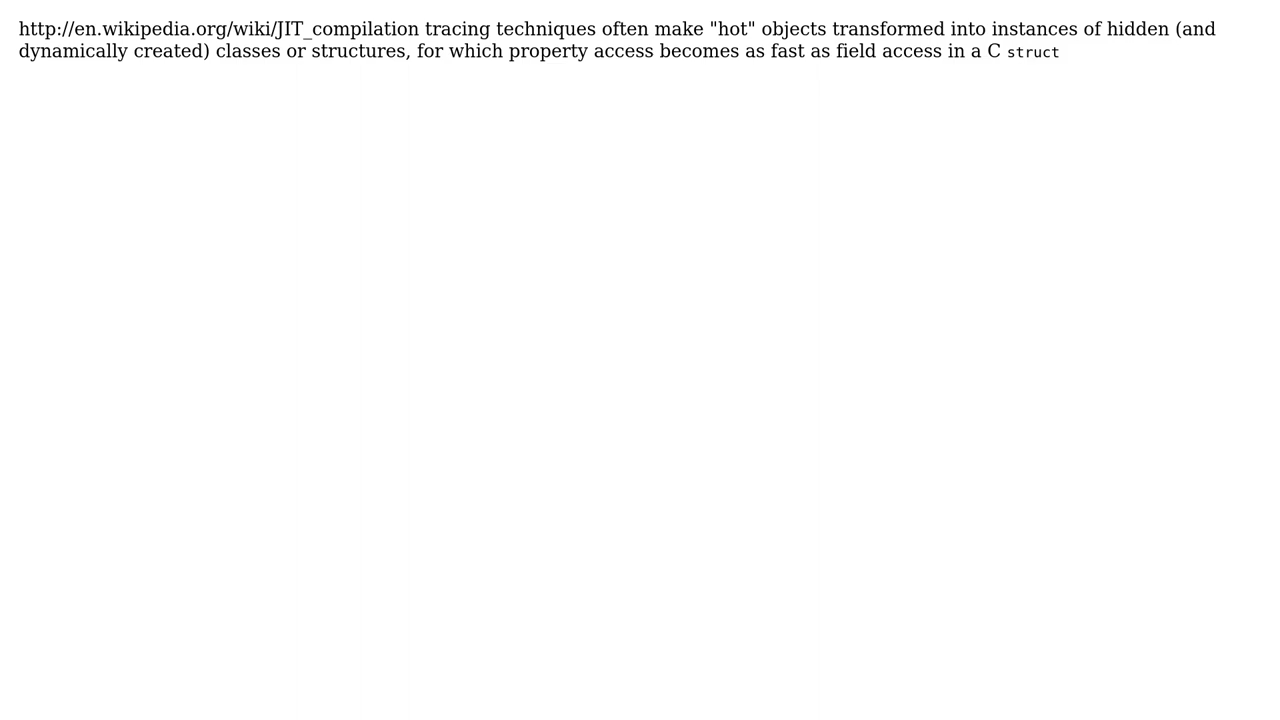 http://en.wikipedia.org/wiki/JIT_compilation tracing techniques often make "hot" objects transformed into instances of hidden (and
dynamically created) classes or structures, for which property access becomes as fast as field access in a C struct